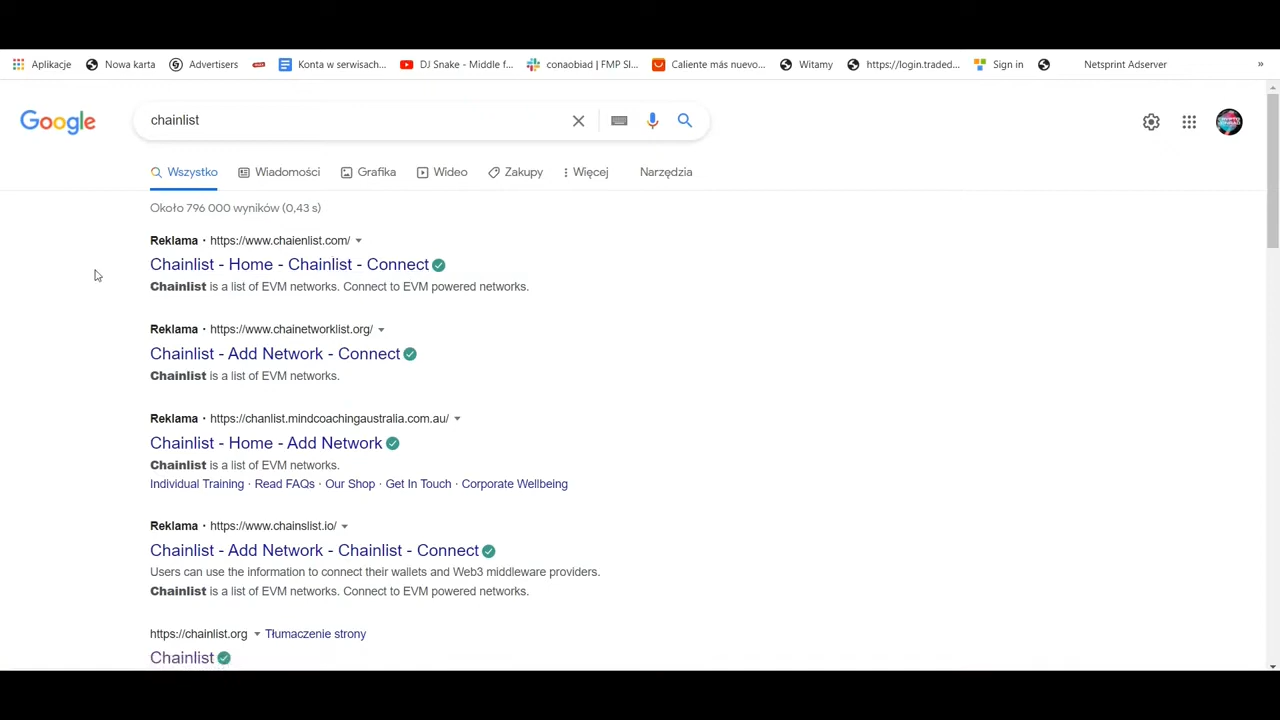 Aplikacje Nowa karta Advertisers Konta w serwisach... DJ Snake - Middle f... conaobiad | FMP Sl... Caliente más nuevo... Witamy https://login.traded... Sign in Netsprint Adserver »
Google chainlist
Wszystko Wiadomości Grafika Wideo Zakupy Więcej Narzędzia
Około 796 000 wyników (0,43 s)
Reklama · https://www.chaienlist.com/
Chainlist - Home - Chainlist - Connect
Chainlist is a list of EVM networks. Connect to EVM powered networks.
Reklama · https://www.chainetworklist.org/
Chainlist - Add Network - Connect
Chainlist is a list of EVM networks.
Reklama · https://chanlist.mindcoachingaustralia.com.au/
Chainlist - Home - Add Network
Chainlist is a list of EVM networks.
Individual Training · Read FAQs · Our Shop · Get In Touch · Corporate Wellbeing
Reklama · https://www.chainslist.io/
Chainlist - Add Network - Chainlist - Connect
Users can use the information to connect their wallets and Web3 middleware providers.
Chainlist is a list of EVM networks. Connect to EVM powered networks.
https://chainlist.org Tłumaczenie strony
Chainlist